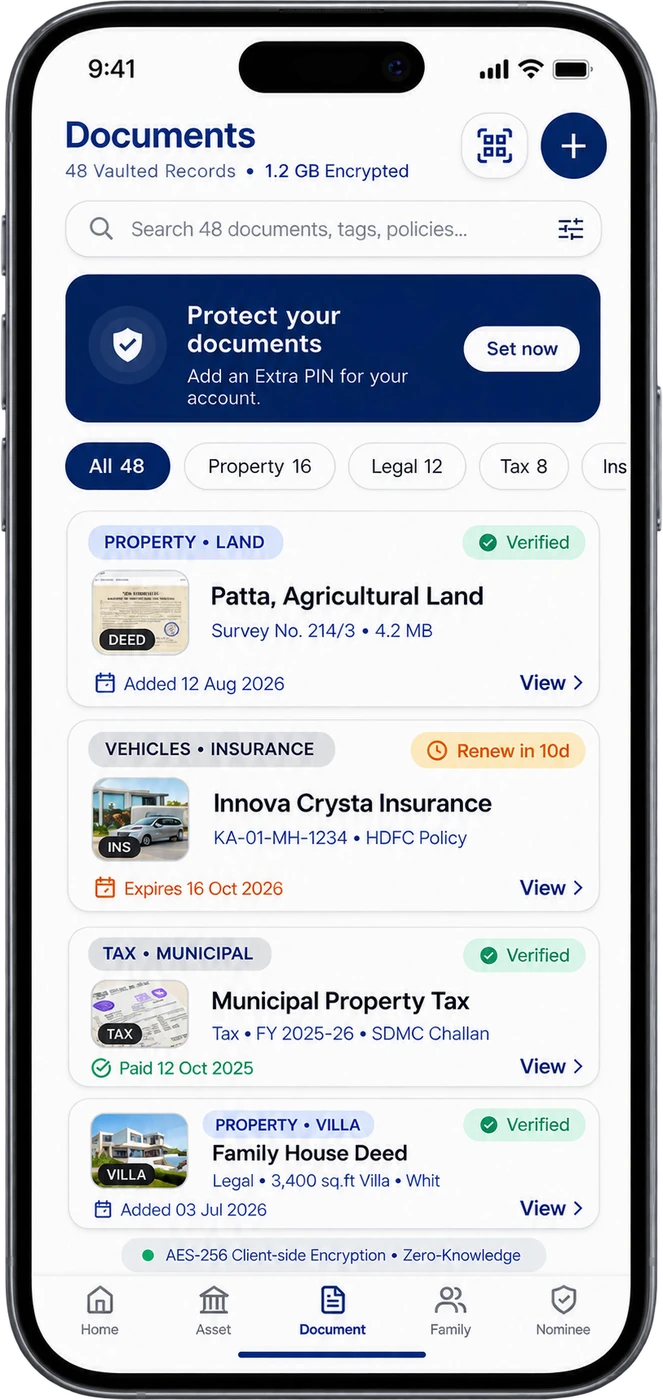 9:41
Documents
48 Vaulted Records • 1.2 GB Encrypted
Search 48 documents, tags, policies...
Protect your
documents
Add an Extra PIN for your
account.
Set now
All 48
Property 16
Legal 12
Tax 8
Ins
PROPERTY • LAND
Verified
DEED
Patta, Agricultural Land
Survey No. 214/3 • 4.2 MB
Added 12 Aug 2026
View
VEHICLES • INSURANCE
Renew in 10d
INS
Innova Crysta Insurance
KA-01-MH-1234 • HDFC Policy
Expires 16 Oct 2026
View
TAX • MUNICIPAL
Verified
TAX
Municipal Property Tax
Tax • FY 2025-26 • SDMC Challan
Paid 12 Oct 2025
View
PROPERTY • VILLA
Verified
VILLA
Family House Deed
Legal • 3,400 sq.ft Villa • Whit
Added 03 Jul 2026
View
AES-256 Client-side Encryption • Zero-Knowledge
Home
Asset
Document
Family
Nominee